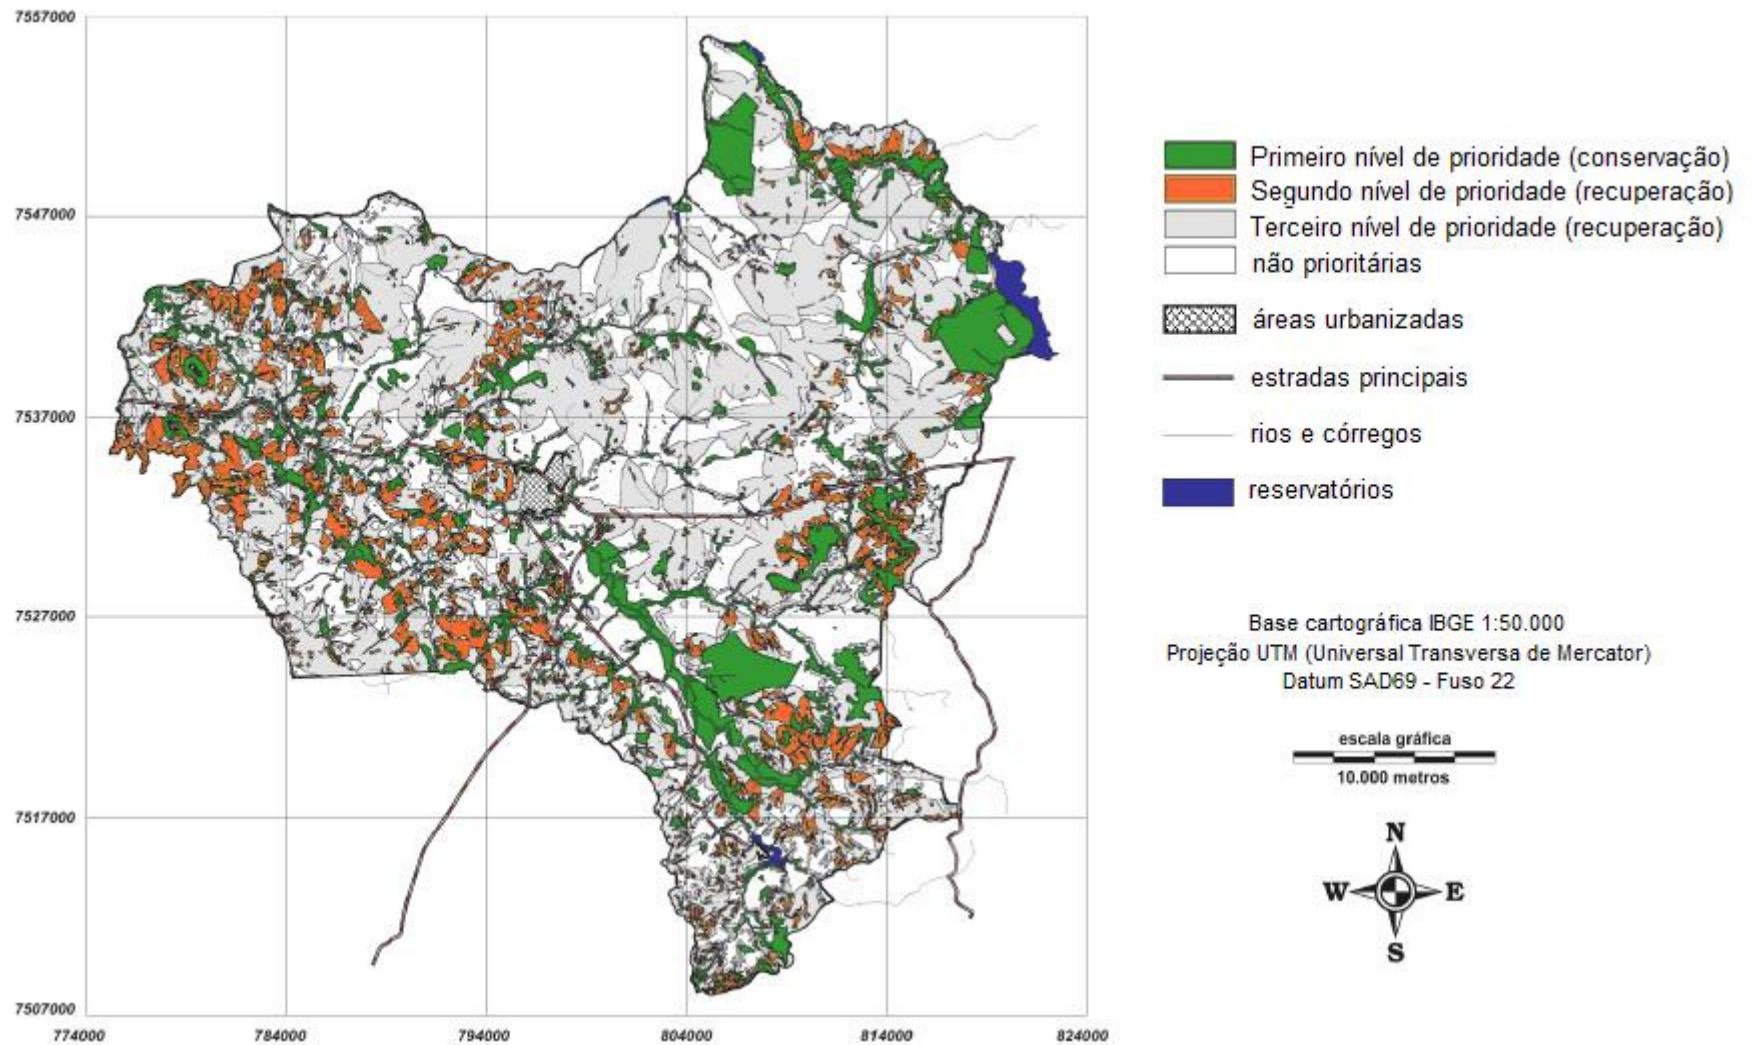 7557000
7547000
7537000
7527000
7517000
7507000
774000
784000
794000
804000
814000
824000
Primeiro nível de prioridade (conservação)
Segundo nível de prioridade (recuperação)
Terceiro nível de prioridade (recuperação)
não prioritárias
áreas urbanizadas
estradas principais
rios e córregos
reservatórios
Base cartográfica IBGE 1:50.000
Projeção UTM (Universal Transversa de Mercator)
Datum SAD69 - Fuso 22
escala gráfica
10.000 metros
N
W E
S